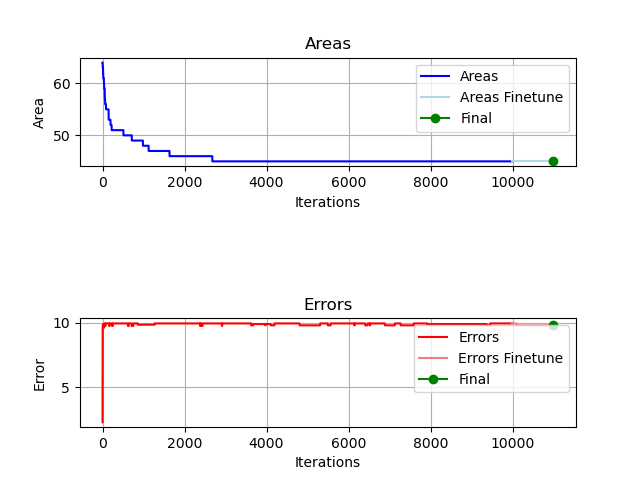 Areas
60
50
Area
Areas
Areas Finetune
Final
0
2000
4000
6000
8000
10000
Iterations
Errors
10
5
Error
Errors
Errors Finetune
Final
0
2000
4000
6000
8000
10000
Iterations